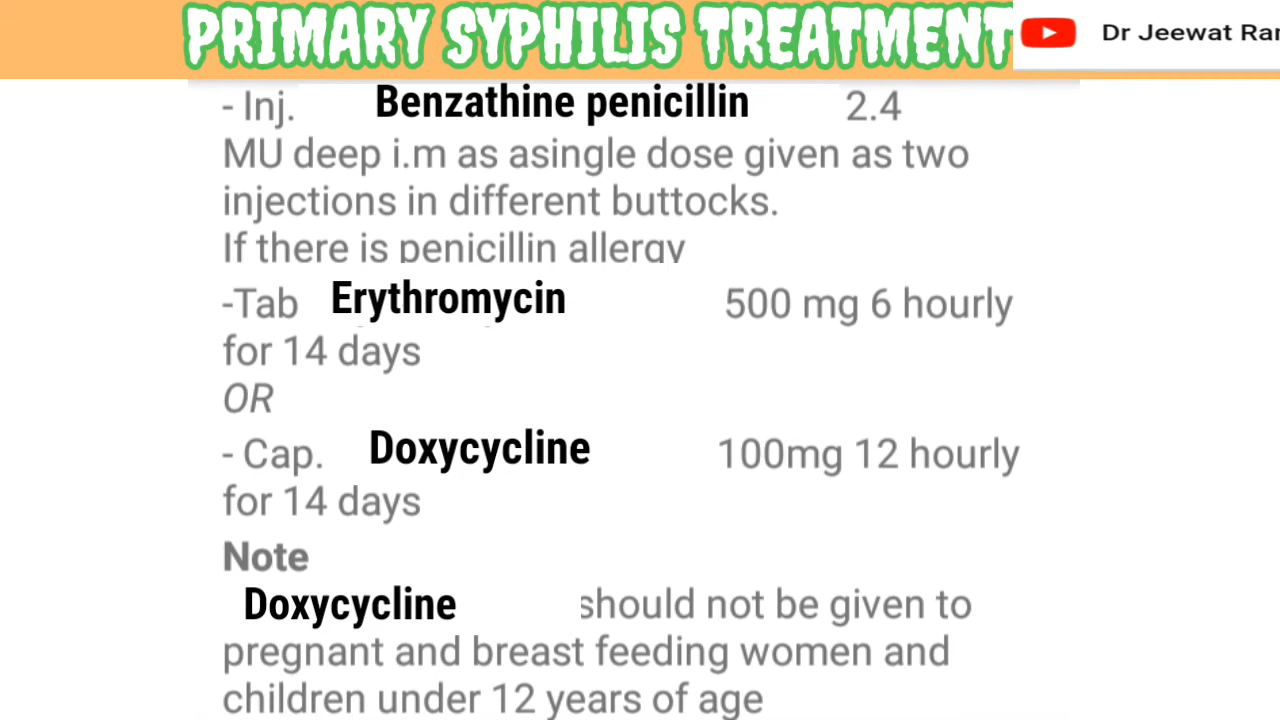 PRIMARY SYPHILIS TREATMENT
Dr Jeewat Rar
- Inj. Benzathine penicillin 2.4
MU deep i.m as asingle dose given as two
injections in different buttocks.
If there is penicillin allergy
-Tab Erythromycin 500 mg 6 hourly
for 14 days
OR
- Cap. Doxycycline 100mg 12 hourly
for 14 days
Note
Doxycycline should not be given to
pregnant and breast feeding women and
children under 12 years of age